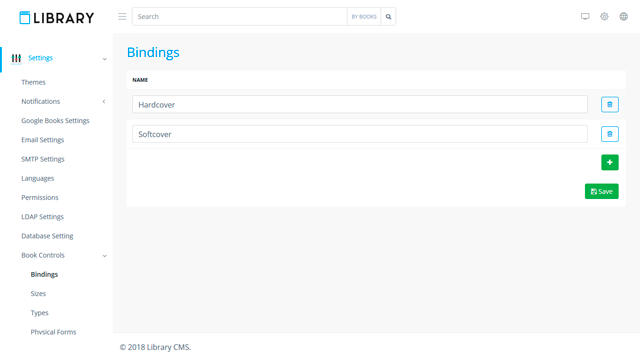 LIBRARY
Search
BY BOOKS
Settings
Themes
Notifications
Google Books Settings
Email Settings
SMTP Settings
Languages
Permissions
LDAP Settings
Database Setting
Book Controls
Bindings
Sizes
Types
Physical Forms
Bindings
NAME
Hardcover
Softcover
Save
© 2018 Library CMS.